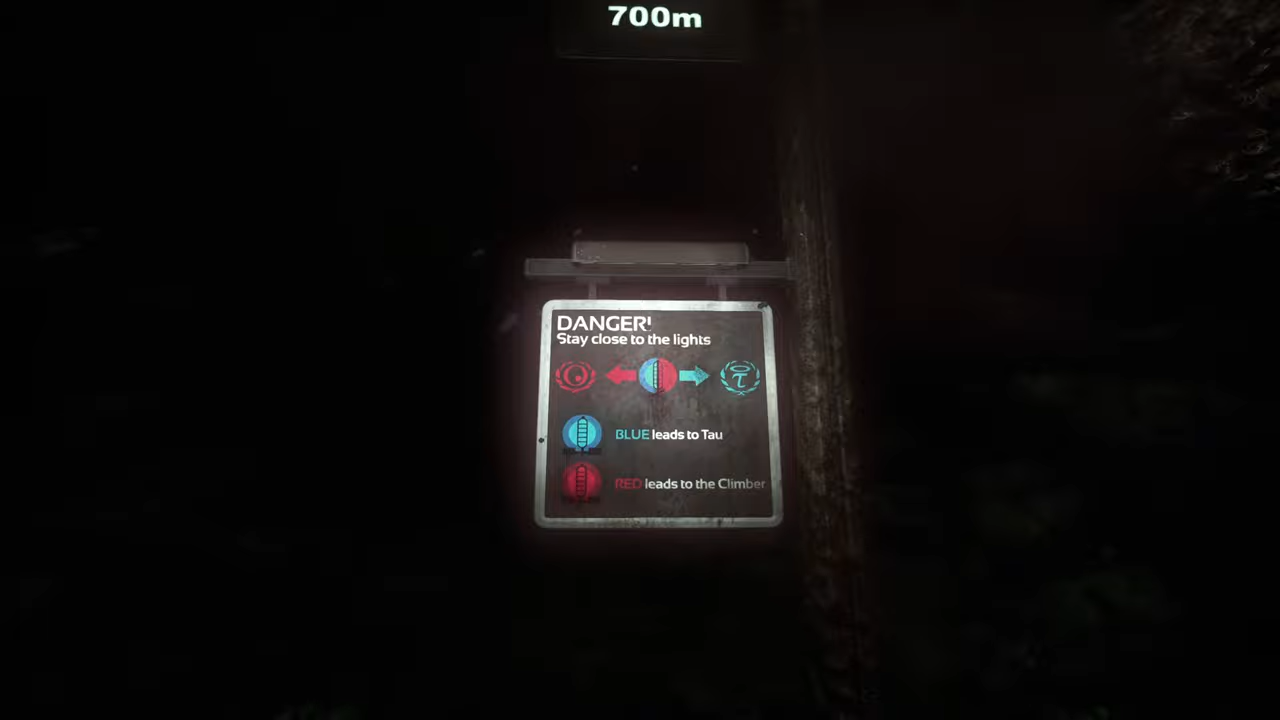 700m
DANGER!
Stay close to the lights
τ
BLUE leads to Tau
RED leads to the Climber